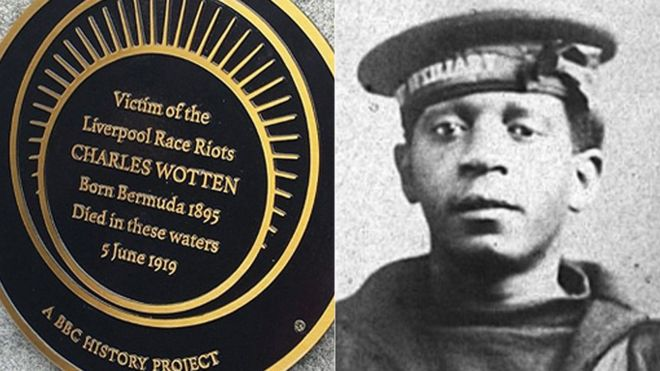 Victim of the
Liverpool Race Riots
CHARLES WOTTEN
Born Bermuda 1895
Died in these waters
5 June 1919
A BBC HISTORY PROJECT
XILIARY